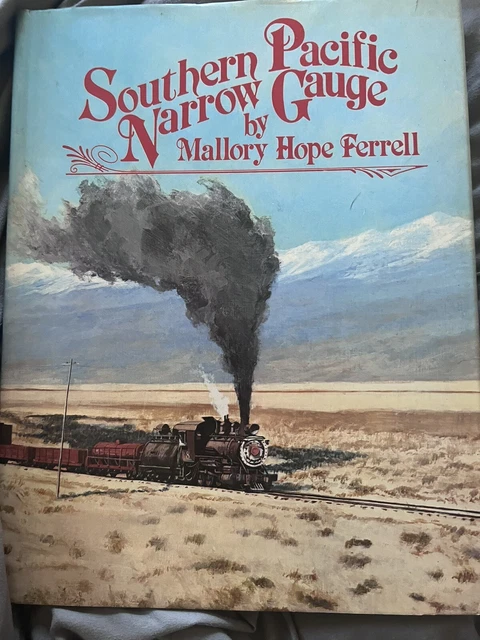 Southern Pacific
Narrow Gauge
by
Mallory Hope Ferrell